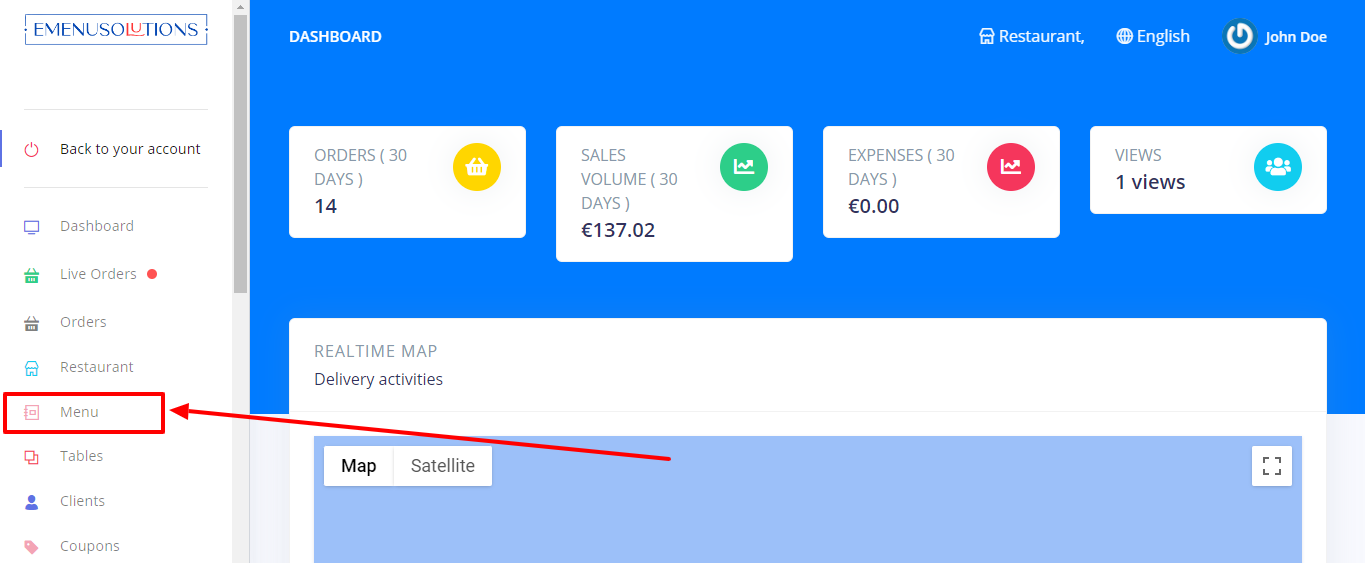 EMENUSOLUTIONS
Back to your account
Dashboard
Live Orders
Orders
Restaurant
Menu
Tables
Clients
Coupons
DASHBOARD
Restaurant,
English
John Doe
ORDERS ( 30
DAYS )
14
SALES
VOLUME ( 30
DAYS )
€137.02
EXPENSES ( 30
DAYS )
€0.00
VIEWS
1 views
REALTIME MAP
Delivery activities
Map
Satellite